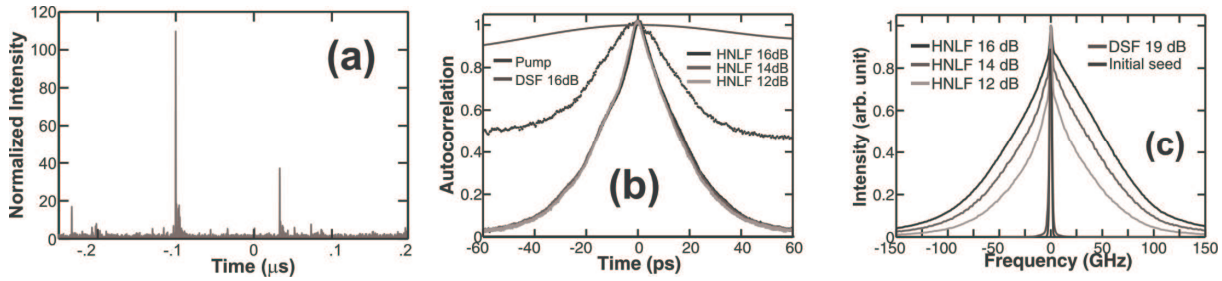 (a)
Normalized Intensity
120
100
80
60
40
20
0
-.2 -.1 0 .1 .2
Time (μs)
(b)
Autocorrelation
1
0.8
0.6
0.4
0.2
0
-60 -40 -20 0 20 40 60
Time (ps)
Pump
DSF 16dB
HNLF 16dB
HNLF 14dB
HNLF 12dB
(c)
Intensity (arb. unit)
1
0.8
0.6
0.4
0.2
0
-150 -100 -50 0 50 100 150
Frequency (GHz)
HNLF 16 dB
HNLF 14 dB
HNLF 12 dB
DSF 19 dB
Initial seed